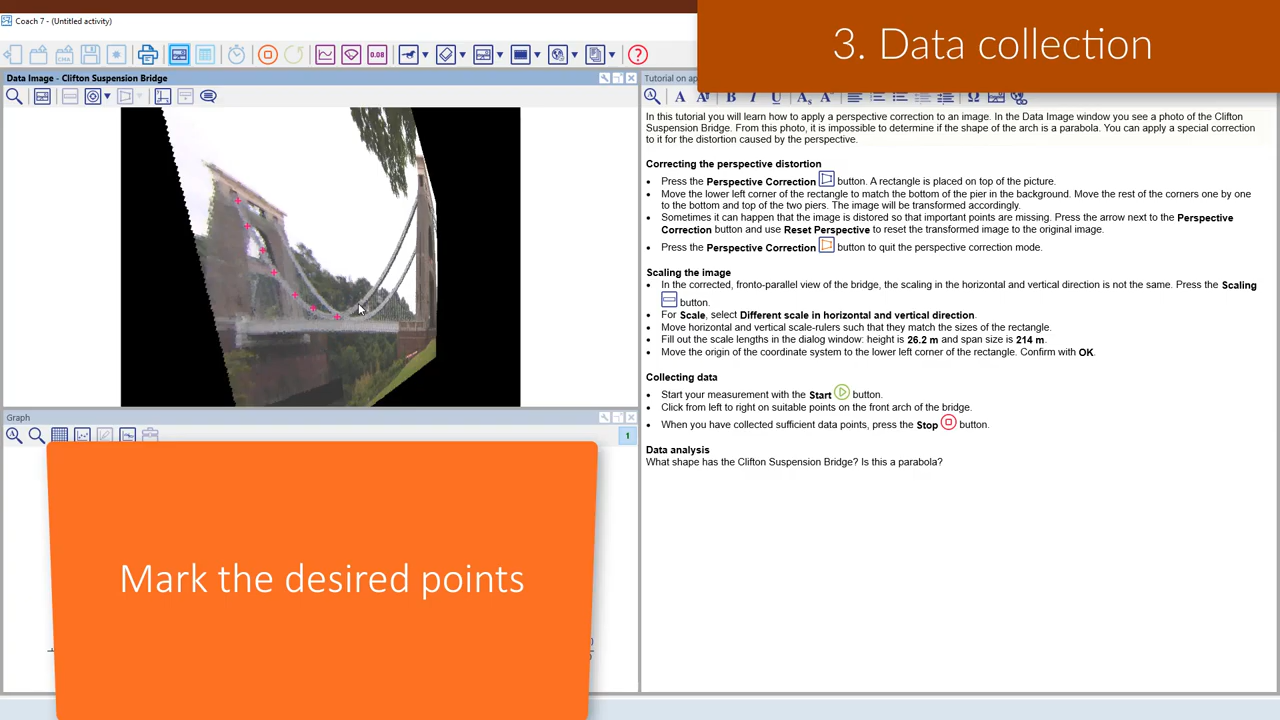 Coach 7 - (Untitled activity)
3. Data collection
0.08
Data Image - Clifton Suspension Bridge
In this tutorial you will learn how to apply a perspective correction to an image. In the Data Image window you see a photo of the Clifton
Suspension Bridge. From this photo, it is impossible to determine if the shape of the arch is a parabola. You can apply a special correction
to it for the distortion caused by the perspective.
Correcting the perspective distortion
• Press the Perspective Correction button. A rectangle is placed on top of the picture.
• Move the lower left corner of the rectangle to match the bottom of the pier in the background. Move the rest of the corners one by one
to the bottom and top of the two piers. The image will be transformed accordingly.
• Sometimes it can happen that the image is distored so that important points are missing. Press the arrow next to the Perspective
Correction button and use Reset Perspective to reset the transformed image to the original image.
• Press the Perspective Correction button to quit the perspective correction mode.
Scaling the image
• In the corrected, fronto-parallel view of the bridge, the scaling in the horizontal and vertical direction is not the same. Press the Scaling
button.
• For Scale, select Different scale in horizontal and vertical direction.
• Move horizontal and vertical scale-rulers such that they match the sizes of the rectangle.
• Fill out the scale lengths in the dialog window: height is 26.2 m and span size is 214 m.
• Move the origin of the coordinate system to the lower left corner of the rectangle. Confirm with OK.
Collecting data
• Start your measurement with the Start button.
• Click from left to right on suitable points on the front arch of the bridge.
• When you have collected sufficient data points, press the Stop button.
Data analysis
What shape has the Clifton Suspension Bridge? Is this a parabola?
Graph
1
Mark the desired points